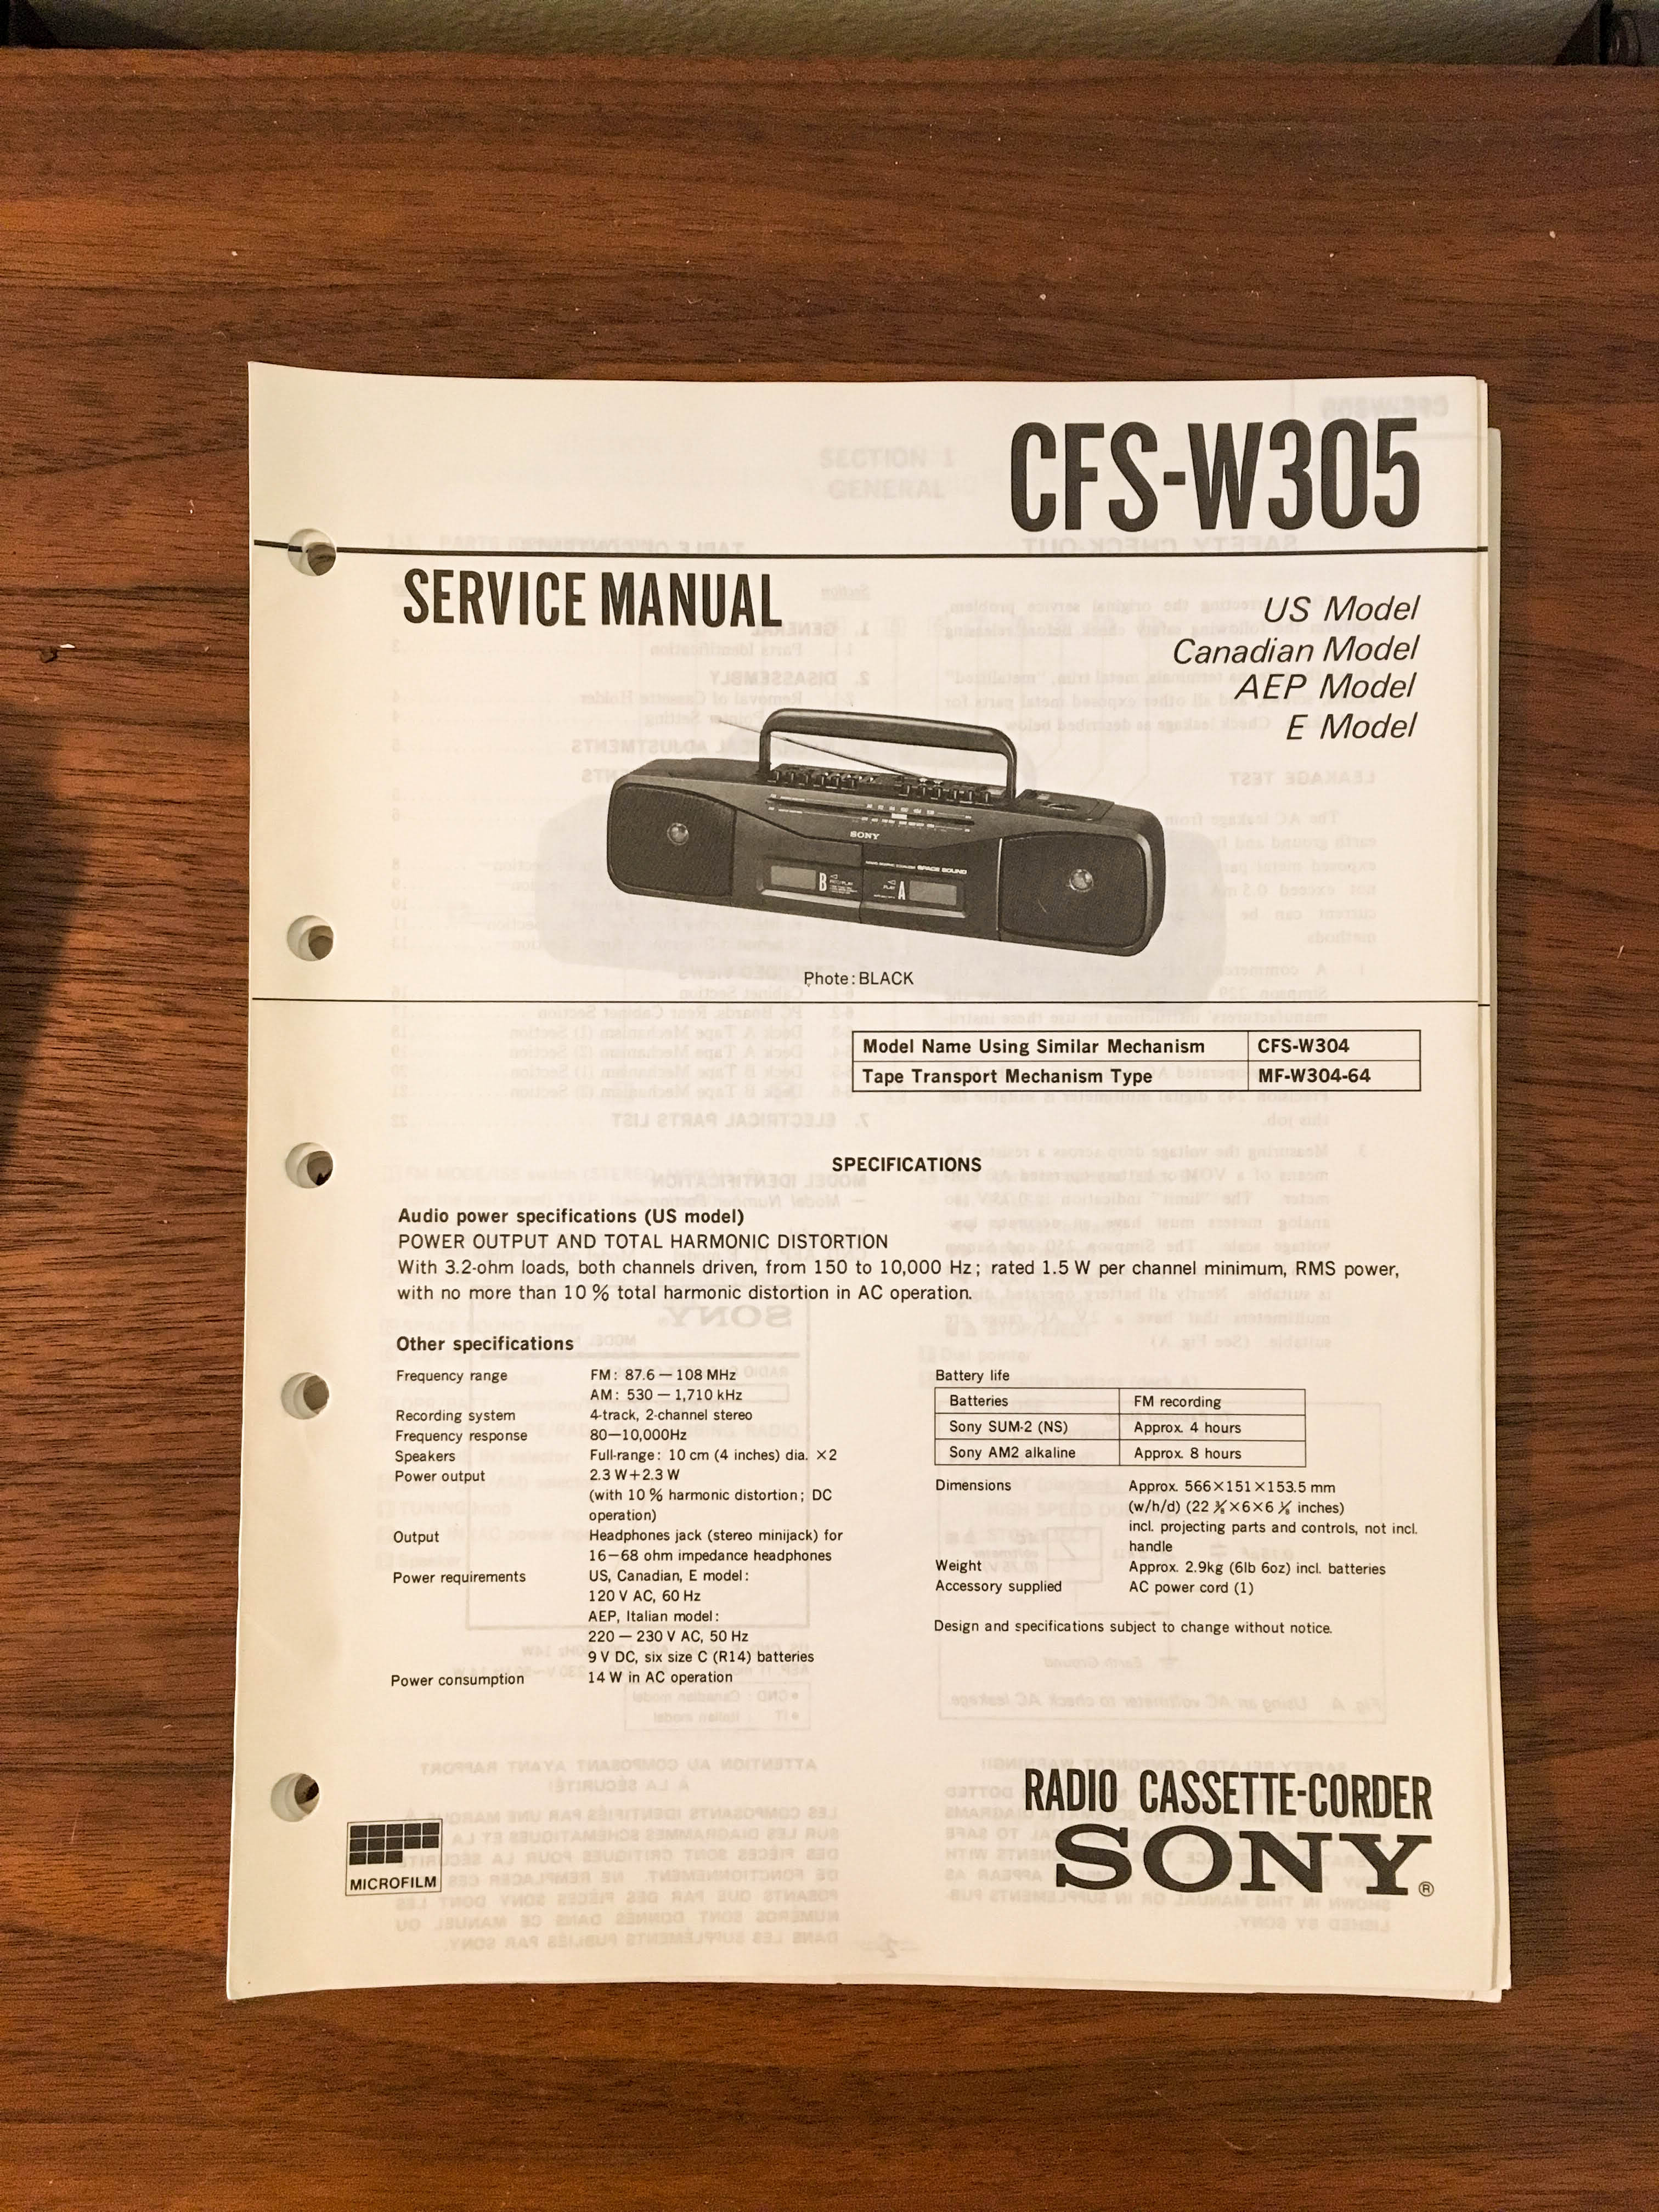 CFS-W305
SERVICE MANUAL
US Model
Canadian Model
AEP Model
E Model
SONY
SPACE SOUND
B
A
PLAY
Phote: BLACK
Model Name Using Similar Mechanism CFS-W304
Tape Transport Mechanism Type MF-W304-64
SPECIFICATIONS
Audio power specifications (US model)
POWER OUTPUT AND TOTAL HARMONIC DISTORTION
With 3.2-ohm loads, both channels driven, from 150 to 10,000 Hz; rated 1.5 W per channel minimum, RMS power,
with no more than 10 % total harmonic distortion in AC operation.
Other specifications
Frequency range FM: 87.6 — 108 MHz
AM: 530 — 1,710 kHz
Recording system 4-track, 2-channel stereo
Frequency response 80—10,000Hz
Speakers Full-range: 10 cm (4 inches) dia. ×2
Power output 2.3 W+2.3 W
(with 10 % harmonic distortion; DC
operation)
Output Headphones jack (stereo minijack) for
16—68 ohm impedance headphones
Power requirements US, Canadian, E model:
120 V AC, 60 Hz
AEP, Italian model:
220 — 230 V AC, 50 Hz
9 V DC, six size C (R14) batteries
Power consumption 14 W in AC operation
Battery life
Batteries FM recording
Sony SUM-2 (NS) Approx. 4 hours
Sony AM2 alkaline Approx. 8 hours
Dimensions Approx. 566×151×153.5 mm
(w/h/d) (22 ×6×6 inches)
incl. projecting parts and controls, not incl.
handle
Weight Approx. 2.9kg (6lb 6oz) incl. batteries
Accessory supplied AC power cord (1)
Design and specifications subject to change without notice.
RADIO CASSETTE-CORDER
SONY®
MICROFILM